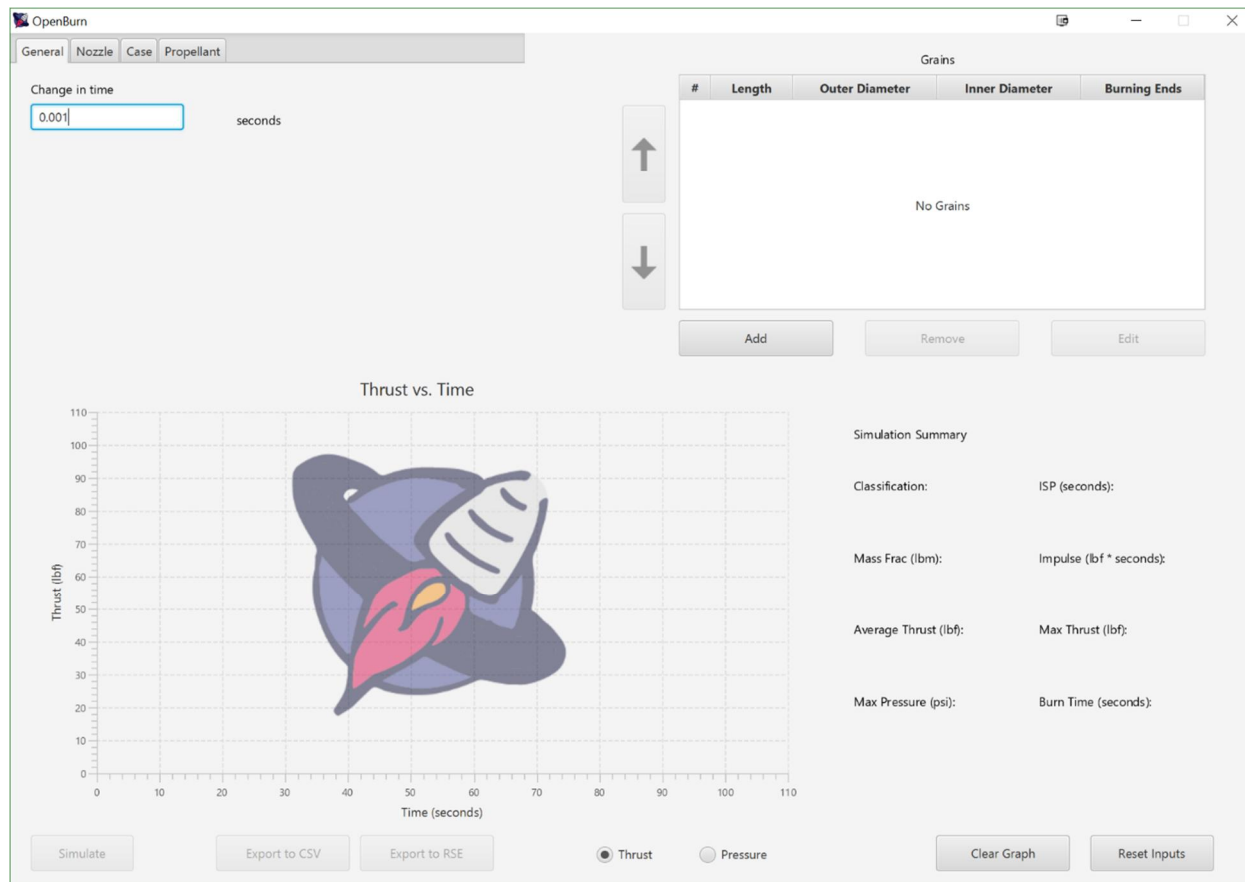 OpenBurn
General Nozzle Case Propellant
Change in time
0.001 seconds
Grains
# Length Outer Diameter Inner Diameter Burning Ends
No Grains
Add Remove Edit
Thrust vs. Time
110
100
90
80
70
60
50
40
30
20
10
0
Thrust (lbf)
0 10 20 30 40 50 60 70 80 90 100 110
Time (seconds)
Simulation Summary
Classification: ISP (seconds):
Mass Frac (lbm): Impulse (lbf * seconds):
Average Thrust (lbf): Max Thrust (lbf):
Max Pressure (psi): Burn Time (seconds):
Simulate Export to CSV Export to RSE Thrust Pressure Clear Graph Reset Inputs